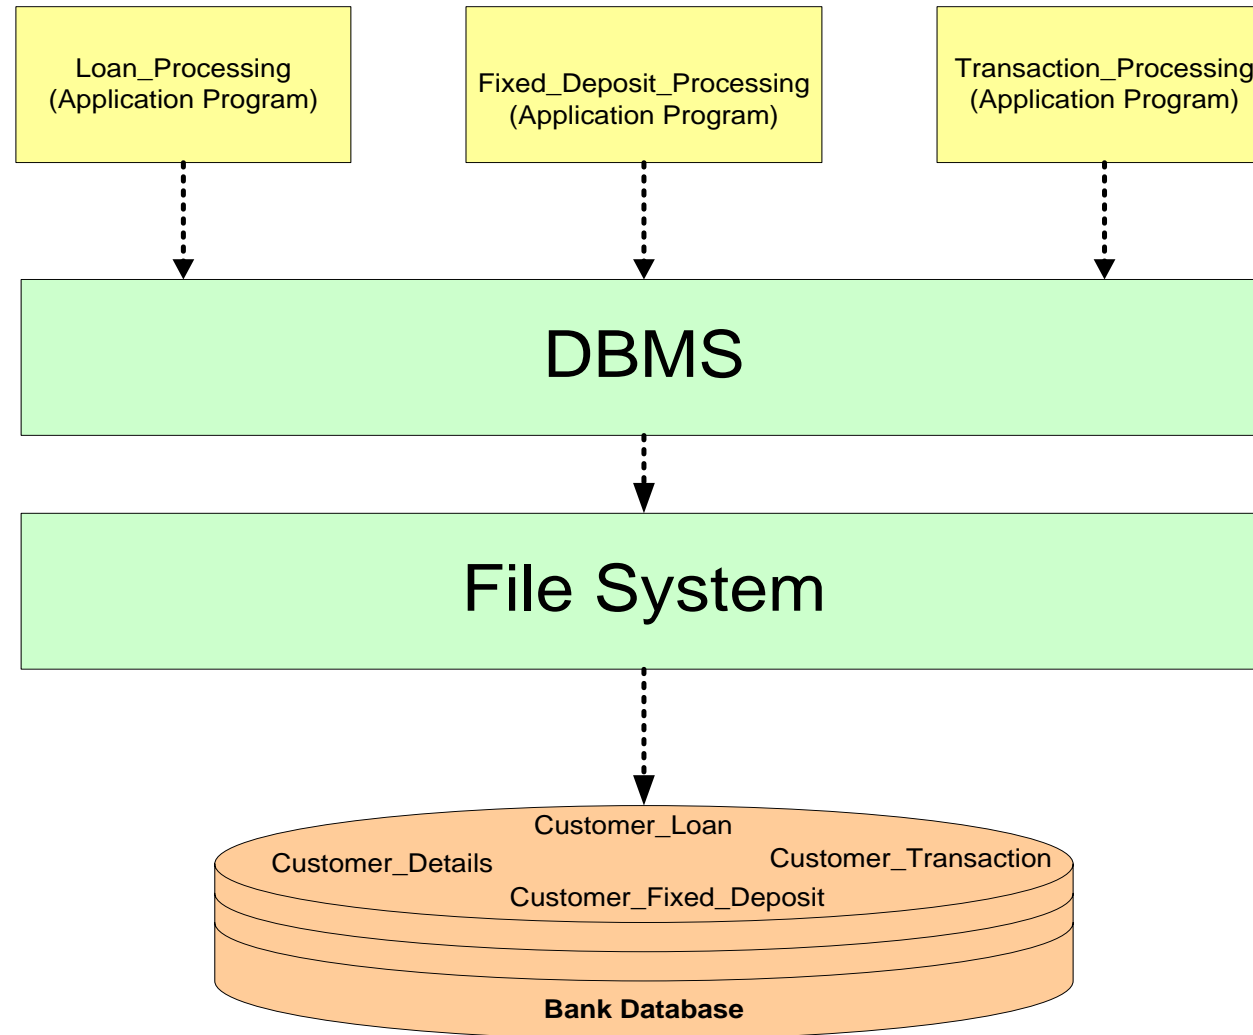 Loan_Processing
(Application Program)
Fixed_Deposit_Processing
(Application Program)
Transaction_Processing
(Application Program)
DBMS
File System
Customer_Loan
Customer_Details
Customer_Transaction
Customer_Fixed_Deposit
Bank Database